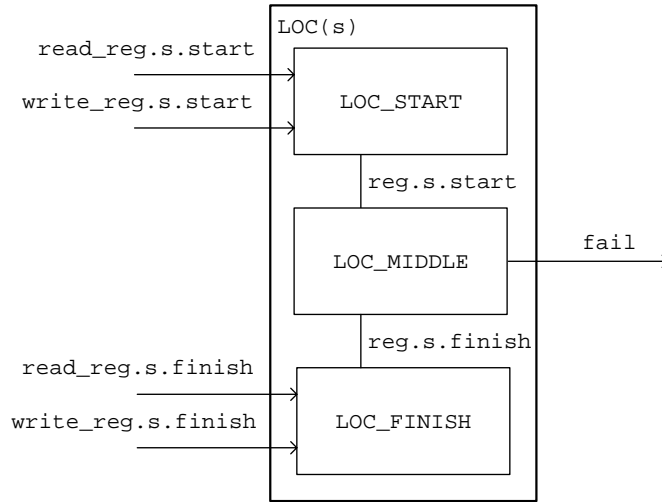 LOC(s)
read_reg.s.start
write_reg.s.start
LOC_START
reg.s.start
LOC_MIDDLE
fail
reg.s.finish
read_reg.s.finish
write_reg.s.finish
LOC_FINISH